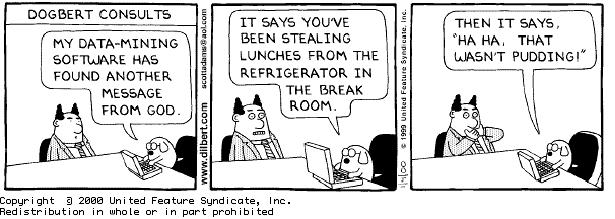 DOGBERT CONSULTS
MY DATA-MINING
SOFTWARE HAS
FOUND ANOTHER
MESSAGE
FROM GOD.
www.dilbert.com
scottadams@aol.com
IT SAYS YOU'VE
BEEN STEALING
LUNCHES FROM THE
REFRIGERATOR IN
THE BREAK
ROOM.
© 1999 United Feature Syndicate, Inc.
THEN IT SAYS,
"HA HA, THAT
WASN'T PUDDING!"
Copyright © 2000 United Feature Syndicate, Inc.
Redistribution in whole or in part prohibited